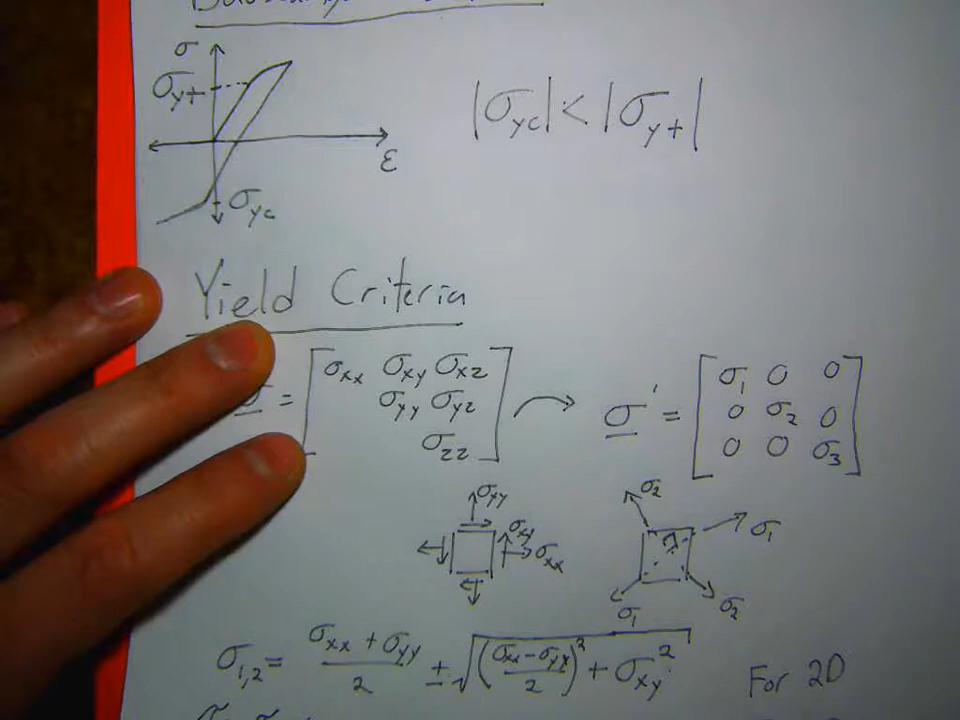 σ
σyt
|σyc| < |σyt|
ε
σyc
Yield Criteria
σ = [σxx σxy σxz
σyy σyz
σzz] → σ' = [σ1 0 0
0 σ2 0
0 0 σ3]
σyy
σxy
σxx
σ2
σ1
σ1
σ2
σ1,2 = (σxx + σyy)/2 ± √(((σxx - σyy)/2)² + σxy²) For 2D